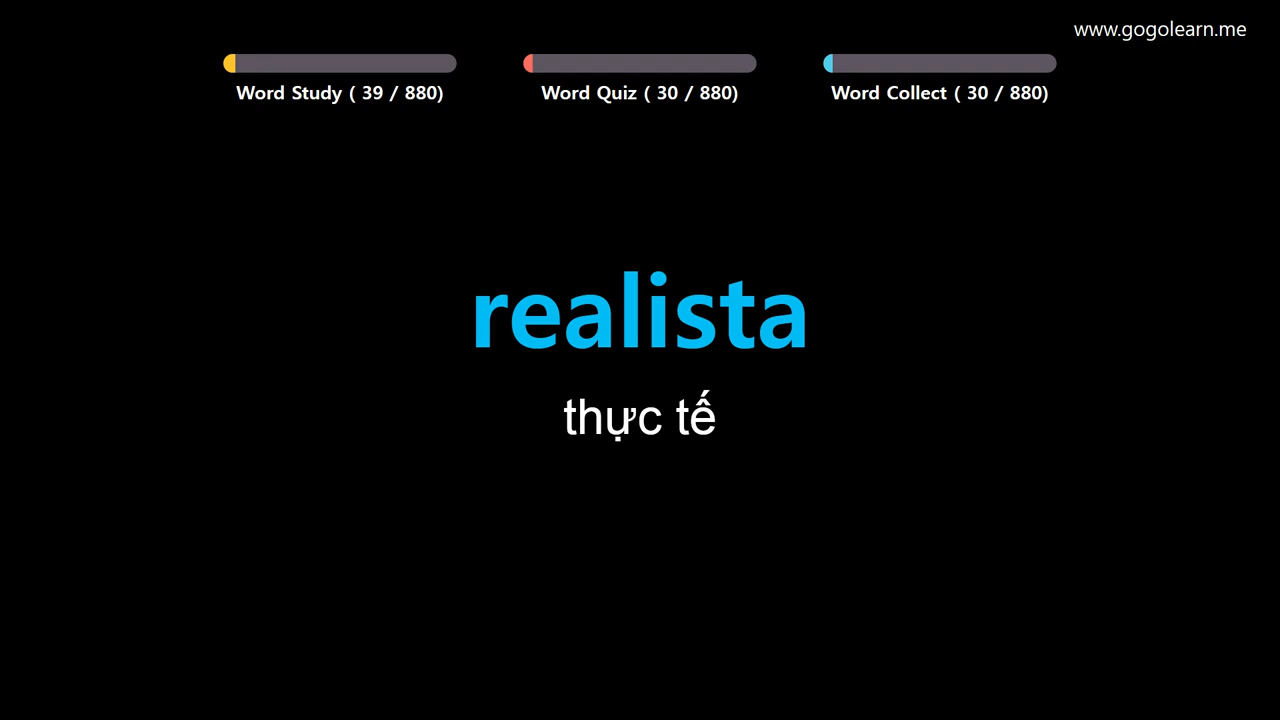 www.gogolearn.me
Word Study ( 39 / 880)
Word Quiz ( 30 / 880)
Word Collect ( 30 / 880)
realista
thực tế